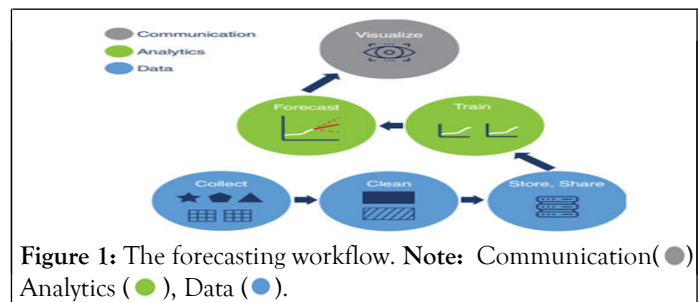 Communication
Analytics
Data
Visualize
Forecast
Train
Collect
Clean
Store, Share
Figure 1: The forecasting workflow. Note: Communication( ● )
Analytics ( ● ), Data ( ● ).